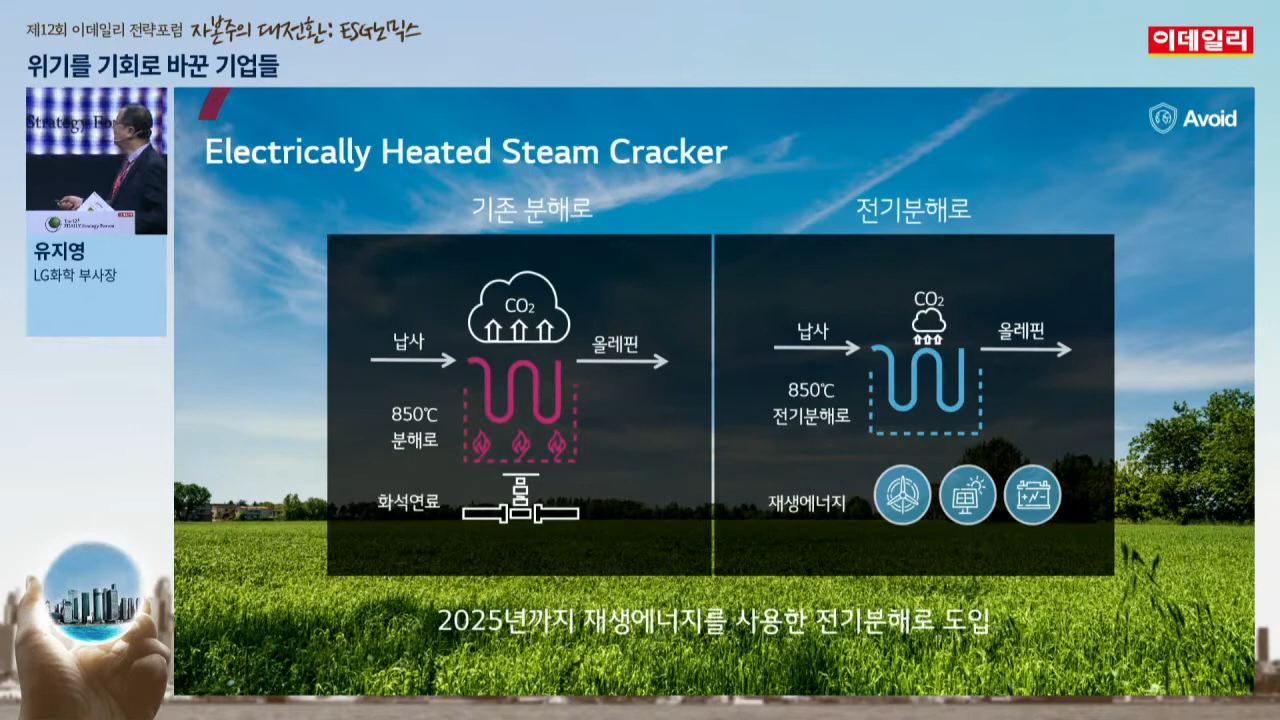 제12회 이데일리 전략포럼 자본주의 대전환: ESG노믹스
이데일리
위기를 기회로 바꾼 기업들
Avoid
Electrically Heated Steam Cracker
유지영
LG화학 부사장
기존 분해로
전기분해로
CO₂
납사
올레핀
850℃
분해로
화석연료
CO₂
납사
올레핀
850℃
전기분해로
재생에너지
2025년까지 재생에너지를 사용한 전기분해로 도입